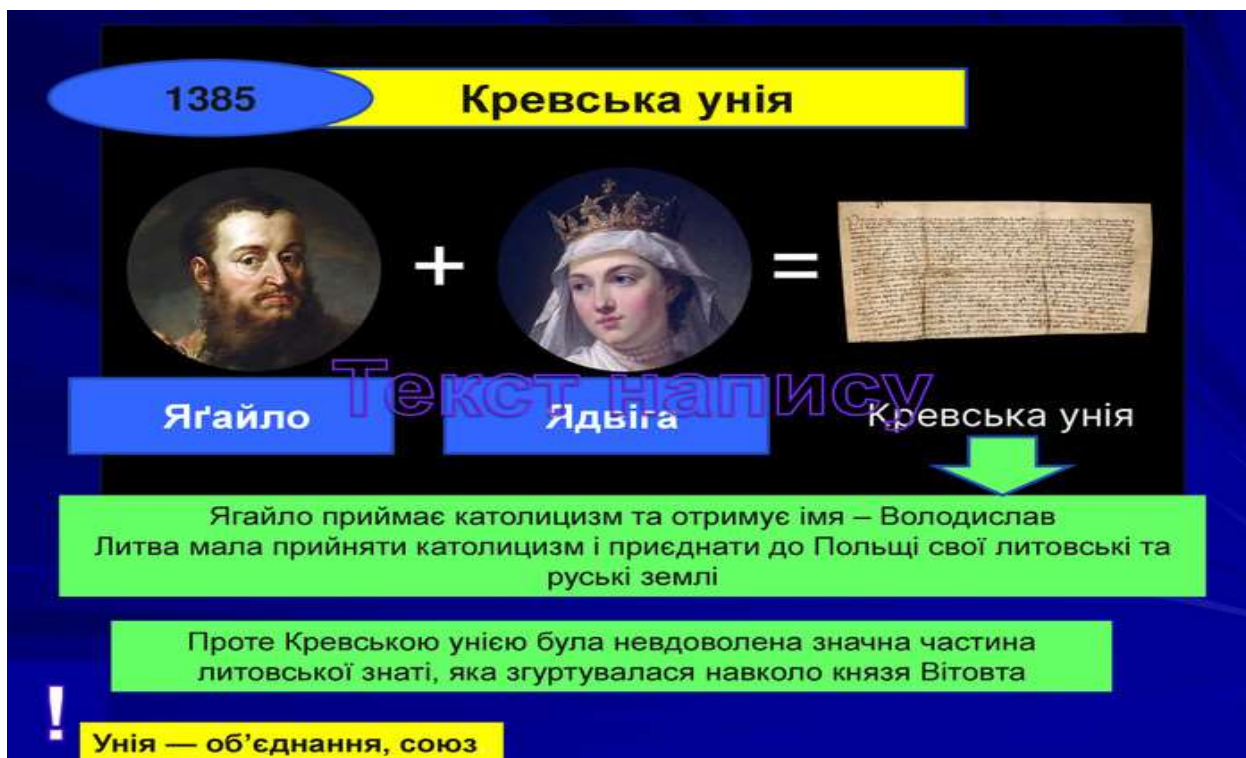 1385
Кревська унія
+
=
Текст напису
Яґайло
Ядвіґа
Кревська унія
Ягайло приймає католицизм та отримує імя – Володислав
Литва мала прийняти католицизм і приєднати до Польщі свої литовські та
руські землі
Проте Кревською унією була невдоволена значна частина
литовської знаті, яка згуртувалася навколо князя Вітовта
!
Унія — об’єднання, союз